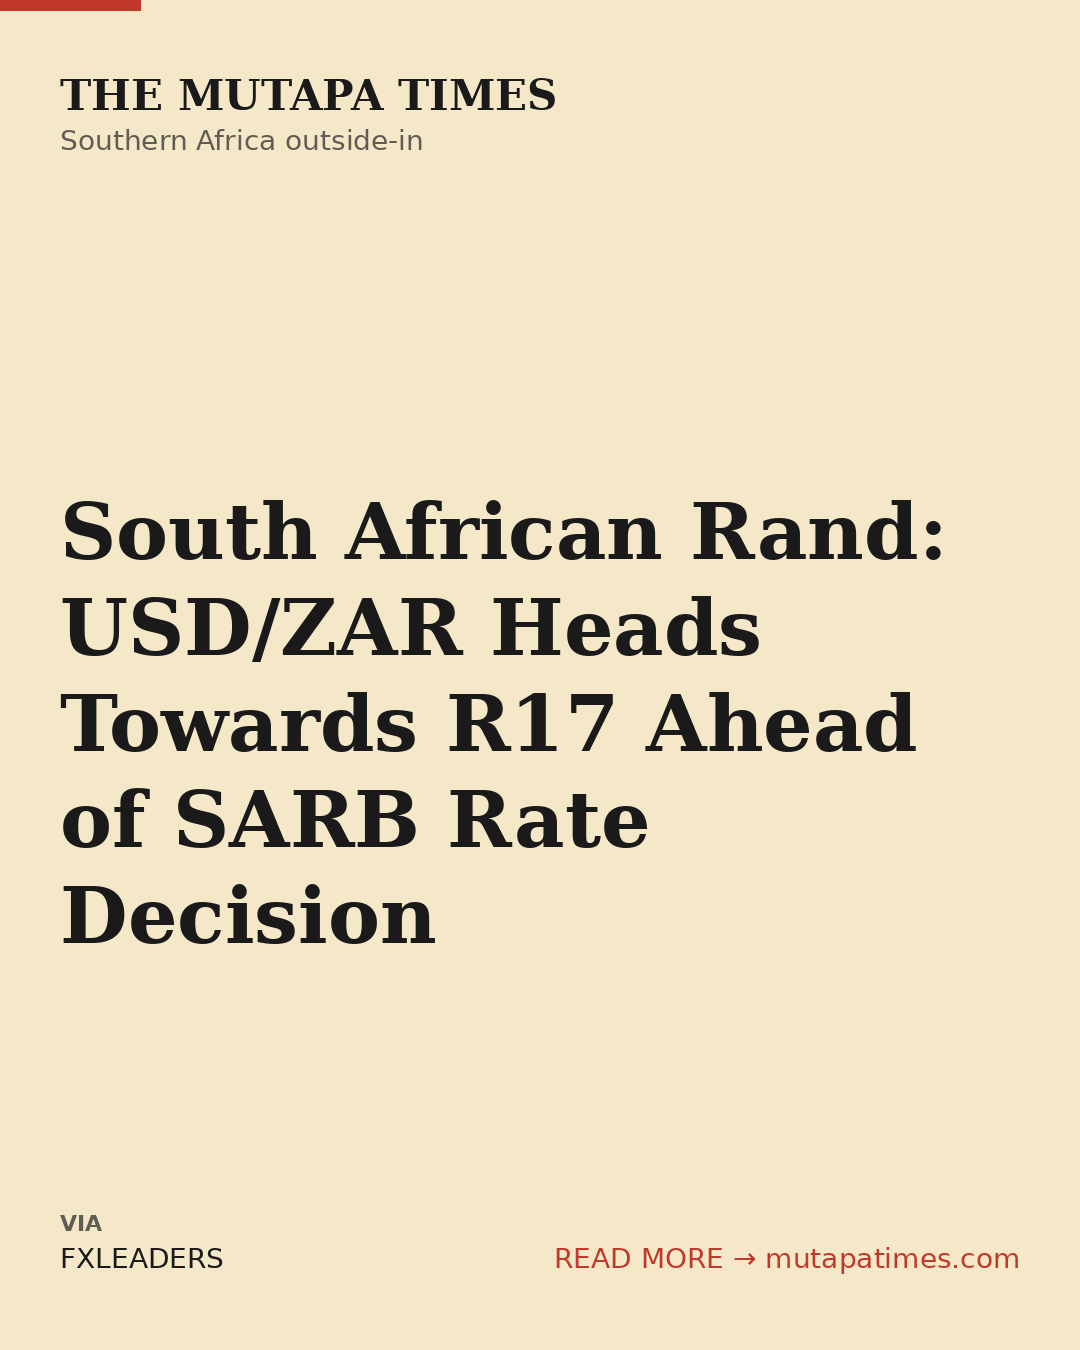 THE MUTAPA TIMES
Southern Africa outside-in
South African Rand:
USD/ZAR Heads
Towards R17 Ahead
of SARB Rate
Decision
VIA
FXLEADERS
READ MORE → mutapatimes.com